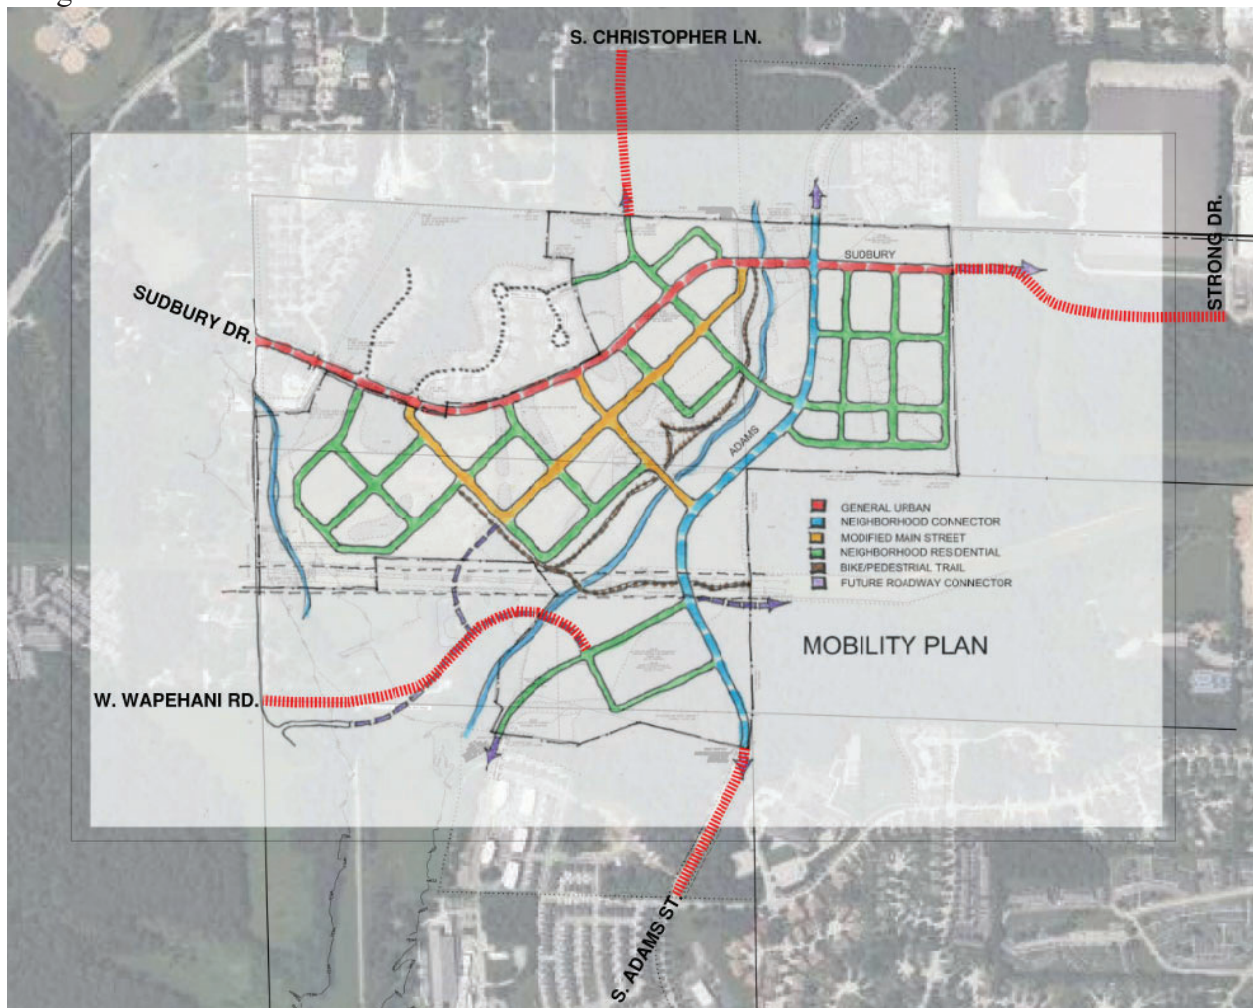 S. CHRISTOPHER LN.
STRONG DR.
SUDBURY
SUDBURY DR.
ADAMS
GENERAL URBAN
NEIGHBORHOOD CONNECTOR
MODIFIED MAIN STREET
NEIGHBORHOOD RESIDENTIAL
BIKE/PEDESTRIAL TRAIL
FUTURE ROADWAY CONNECTOR
MOBILITY PLAN
W. WAPEHANI RD.
S. ADAMS ST.